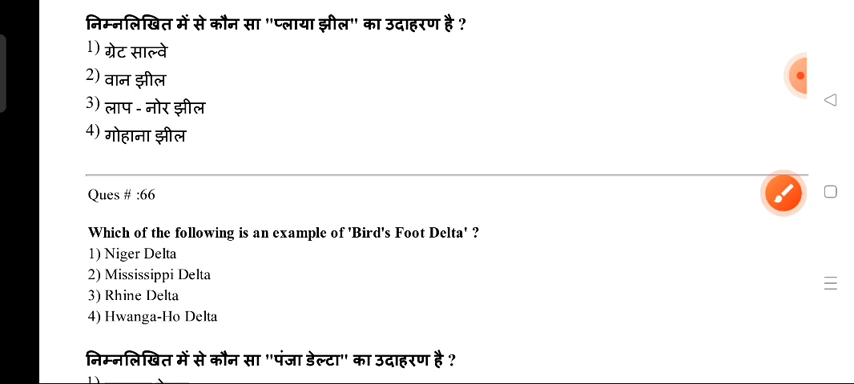 निम्नलिखित में से कौन सा "प्लाया झील" का उदाहरण है ?
1) ग्रेट साल्वे
2) वान झील
3) लाप - नोर झील
4) गोहाना झील
Ques # :66
Which of the following is an example of 'Bird's Foot Delta' ?
1) Niger Delta
2) Mississippi Delta
3) Rhine Delta
4) Hwanga-Ho Delta
निम्नलिखित में से कौन सा "पंजा डेल्टा" का उदाहरण है ?
1)